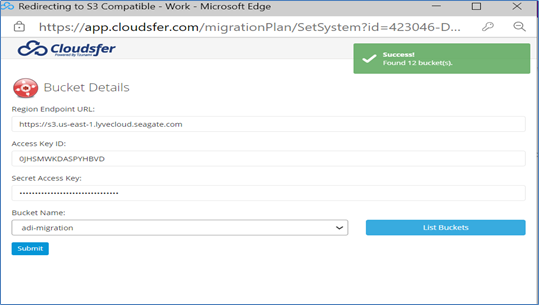 Redirecting to S3 Compatible - Work - Microsoft Edge
https://app.cloudsfer.com/migrationPlan/SetSystem?id=423046-D...
Cloudsfer
Powered by Tzunami
Success!
Found 12 bucket(s).
Bucket Details
Region Endpoint URL:
https://s3.us-east-1.lyvecloud.seagate.com
Access Key ID:
0JHSMWKDASPYHBVD
Secret Access Key:
Bucket Name:
adi-migration
List Buckets
Submit